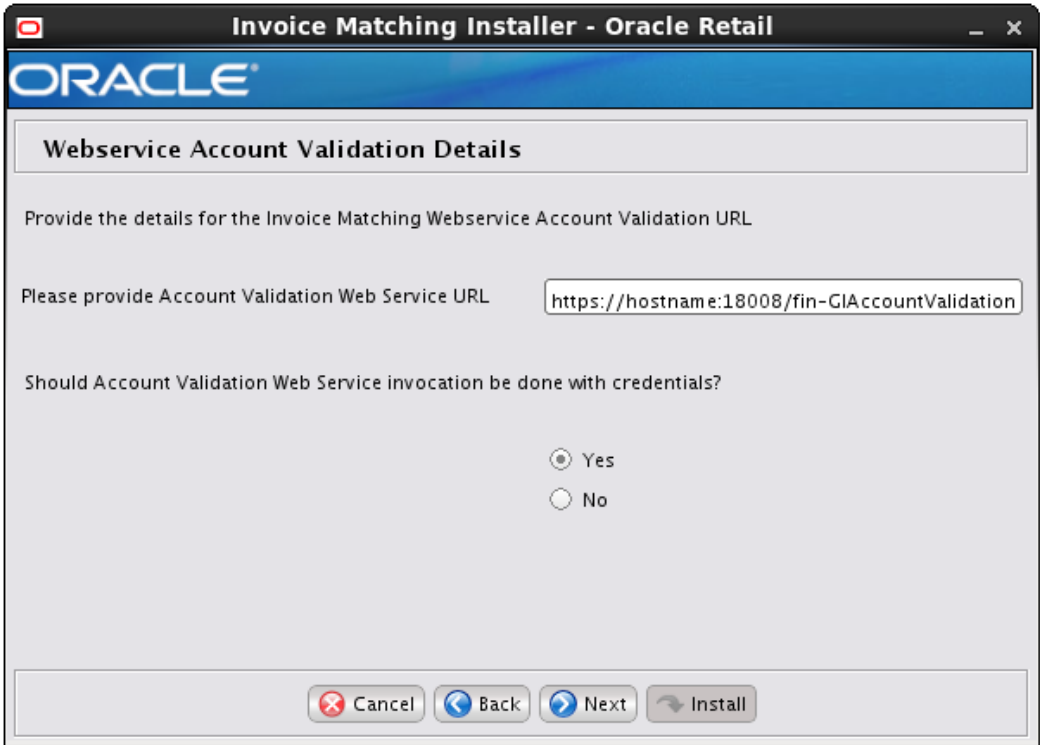 Invoice Matching Installer - Oracle Retail
ORACLE®
Webservice Account Validation Details
Provide the details for the Invoice Matching Webservice Account Validation URL
Please provide Account Validation Web Service URL https://hostname:18008/fin-GlAccountValidation
Should Account Validation Web Service invocation be done with credentials?
Yes
No
Cancel Back Next Install